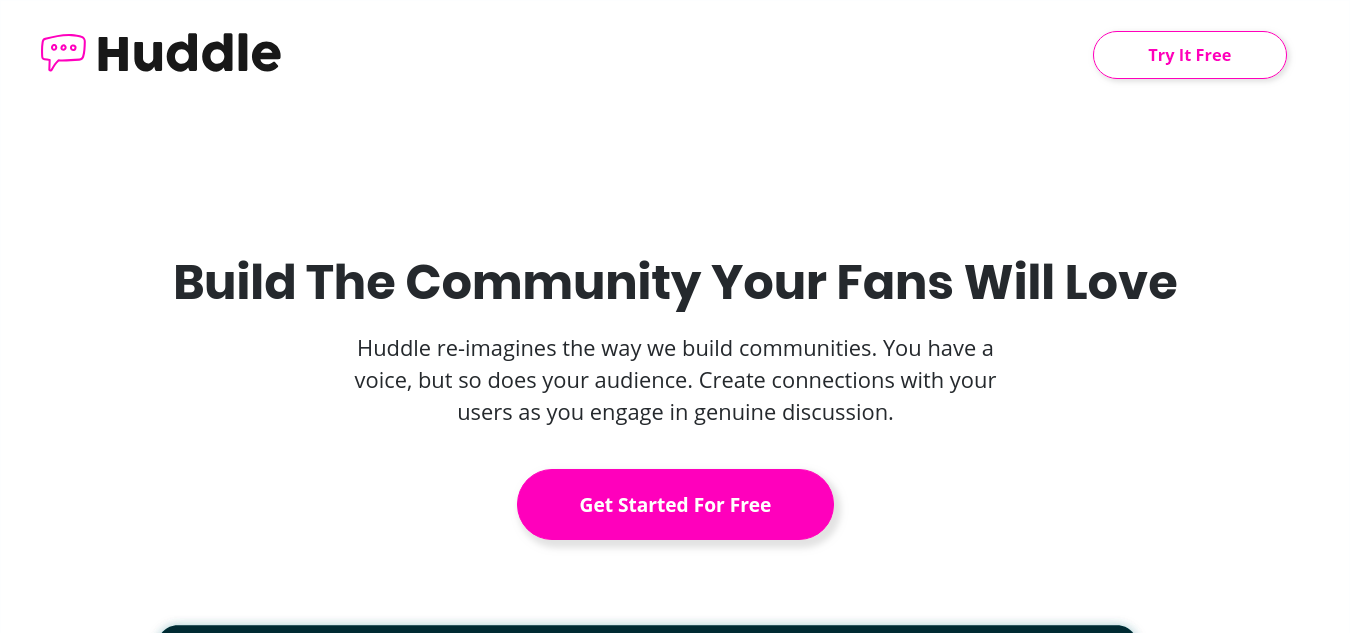 Huddle
Try It Free
Build The Community Your Fans Will Love
Huddle re-imagines the way we build communities. You have a
voice, but so does your audience. Create connections with your
users as you engage in genuine discussion.
Get Started For Free